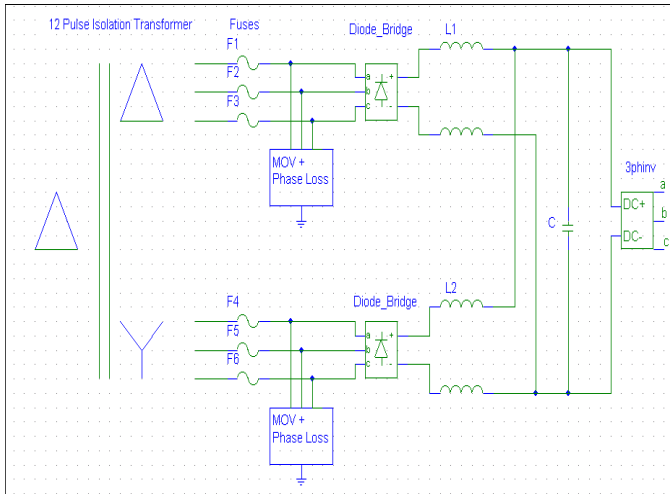 12 Pulse Isolation Transformer
Fuses
Diode_Bridge
L1
F1
F2
F3
a
b
c
+
-
MOV +
Phase Loss
3phinv
a
DC+
b
DC-
c
C
L2
Diode_Bridge
F4
F5
F6
a
b
c
+
-
MOV +
Phase Loss